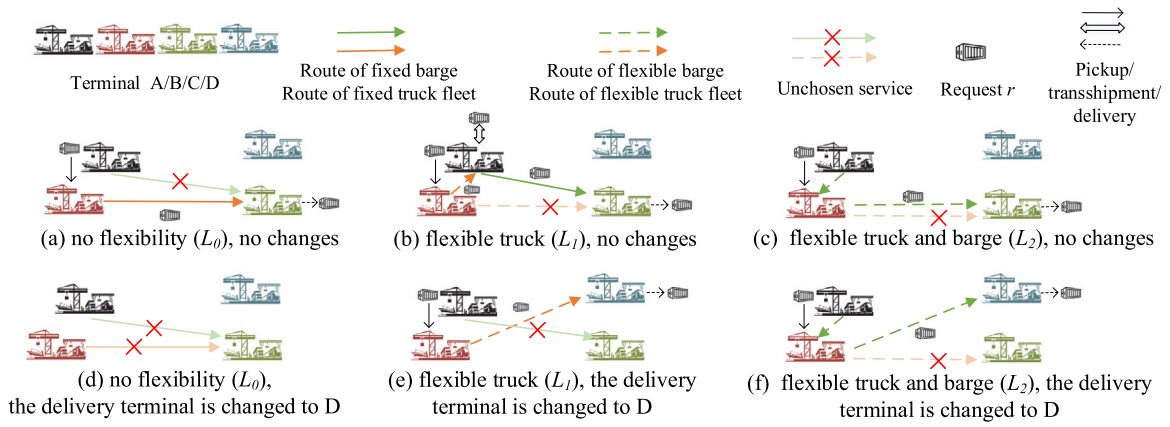 Terminal A/B/C/D
Route of fixed barge
Route of fixed truck fleet
Route of flexible barge
Route of flexible truck fleet
Unchosen service
Request r
Pickup/
transshipment/
delivery
(a) no flexibility (L0), no changes
(b) flexible truck (L1), no changes
(c) flexible truck and barge (L2), no changes
(d) no flexibility (L0),
the delivery terminal is changed to D
(e) flexible truck (L1), the delivery
terminal is changed to D
(f) flexible truck and barge (L2), the delivery
terminal is changed to D